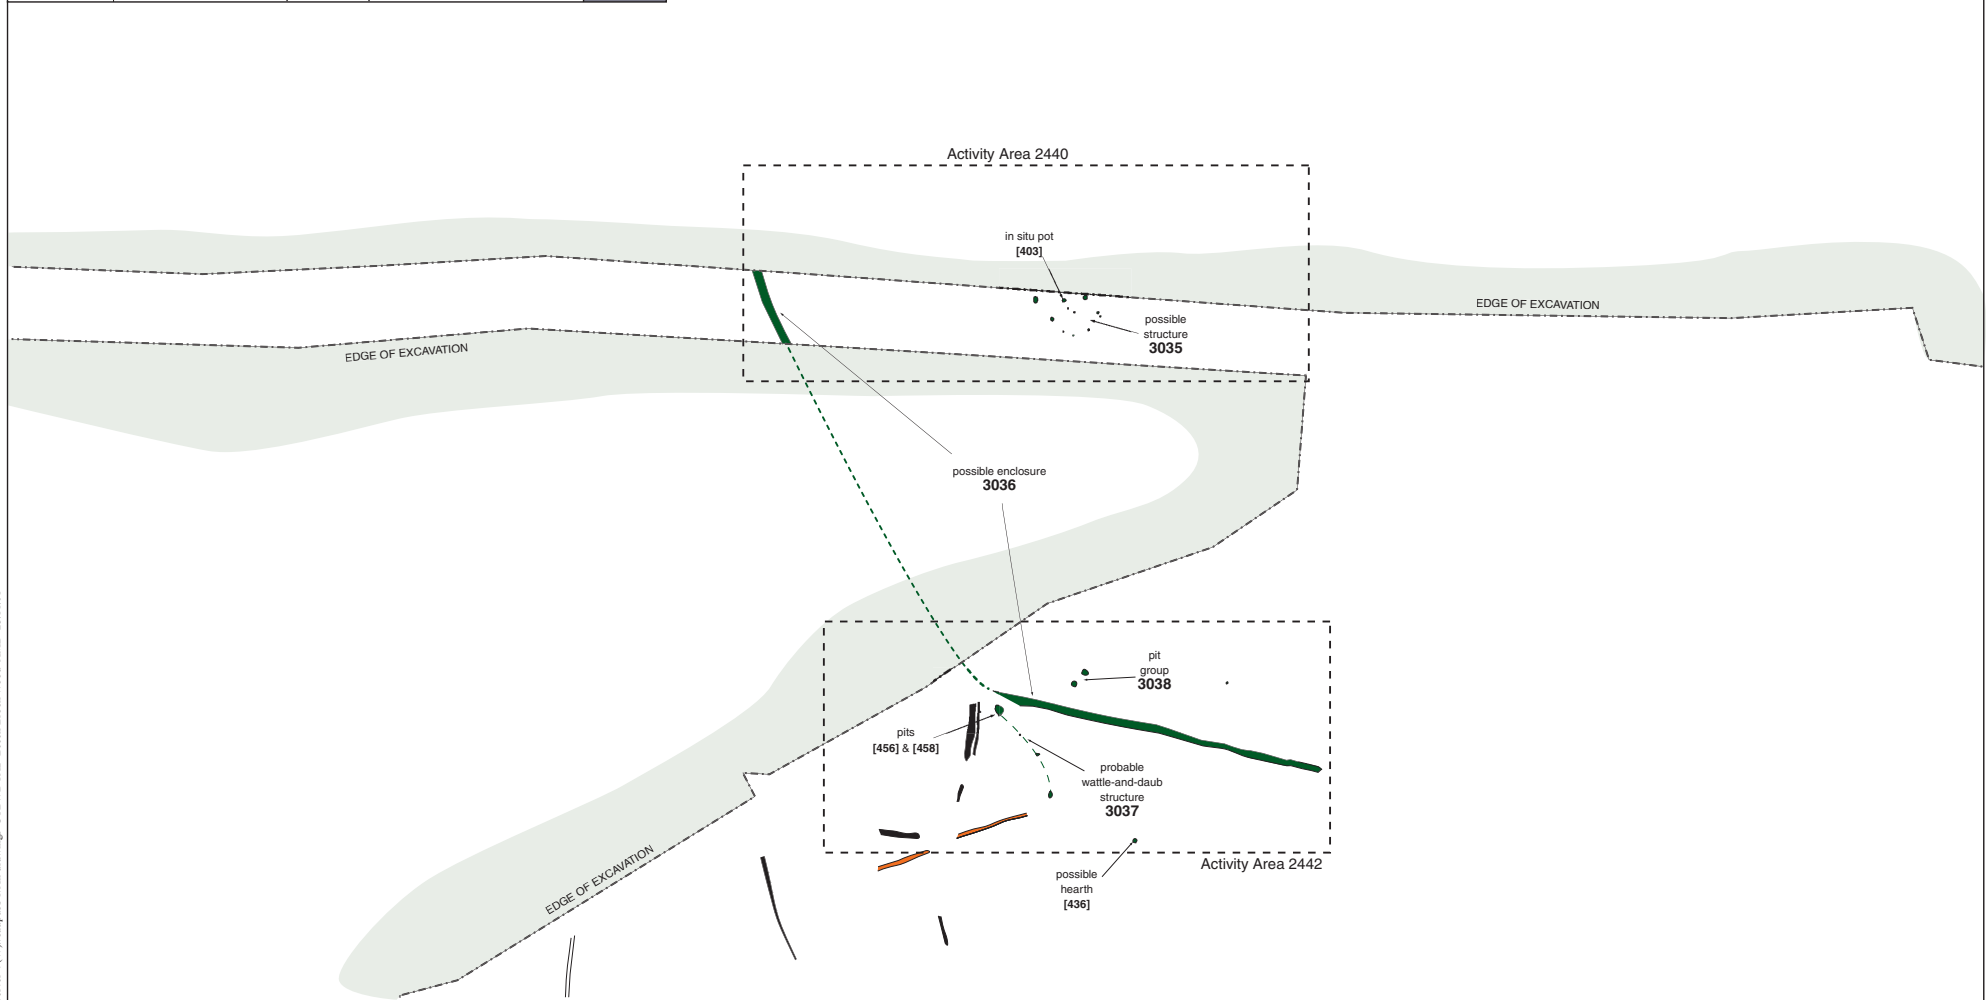 Activity Area 2440
in situ pot
[403]
EDGE OF EXCAVATION
possible
structure
3035
EDGE OF EXCAVATION
possible enclosure
3036
pit
group
3038
pits
[456] & [458]
probable
wattle-and-daub
structure
3037
Activity Area 2442
possible
hearth
[436]
EDGE OF EXCAVATION